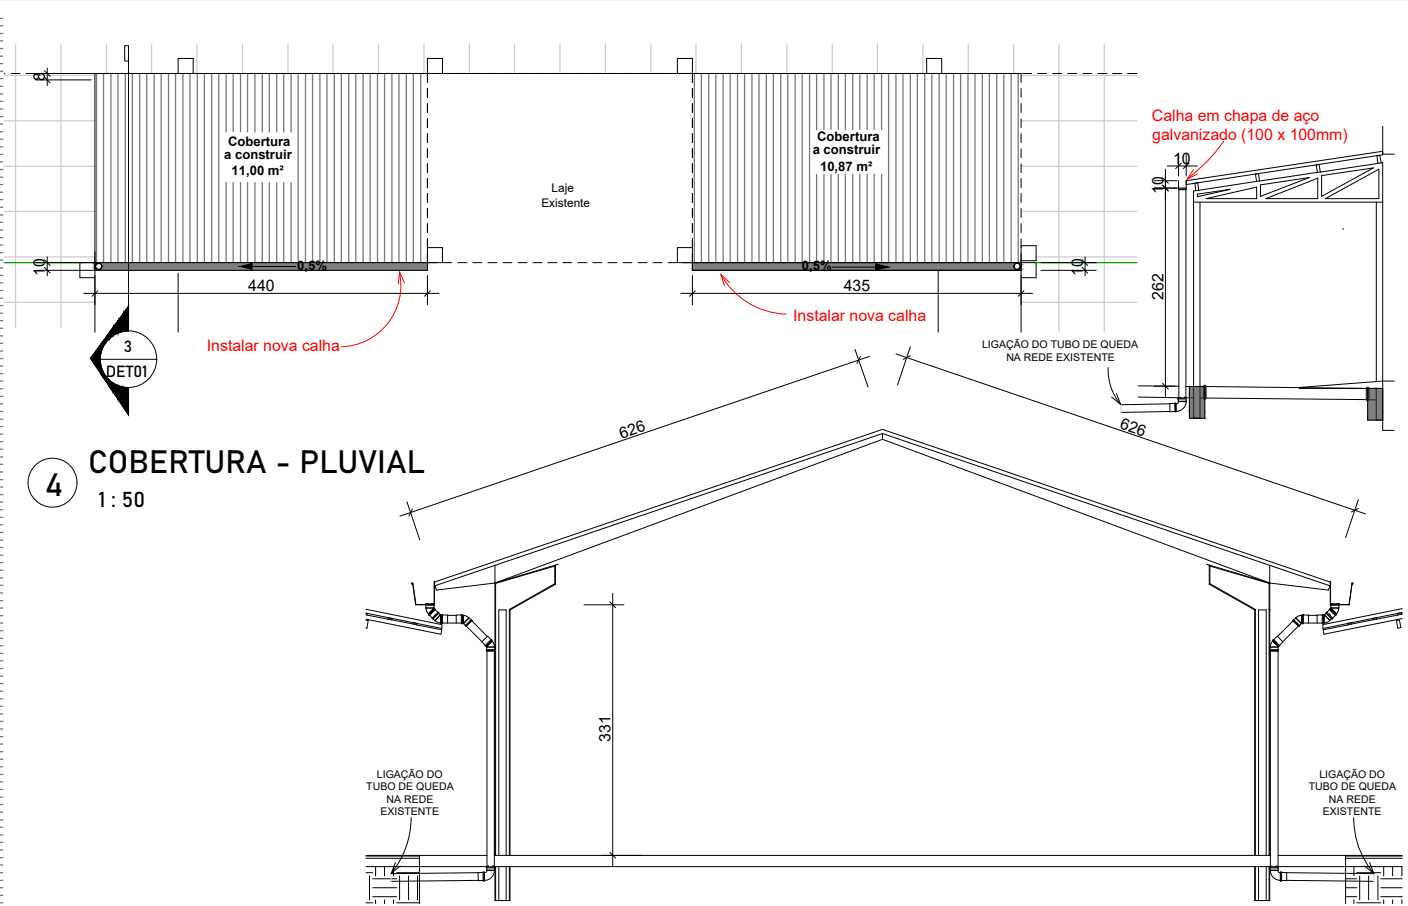 8
Cobertura
a construir
11,00 m²
Laje
Existente
Cobertura
a construir
10,87 m²
10
0,5%
440
0,5%
435
10
Instalar nova calha
Instalar nova calha
3
DET01
Calha em chapa de aço
galvanizado (100 x 100mm)
10
10
262
LIGAÇÃO DO TUBO DE QUEDA
NA REDE EXISTENTE
4
COBERTURA - PLUVIAL
1 : 50
626
626
331
LIGAÇÃO DO
TUBO DE QUEDA
NA REDE
EXISTENTE
LIGAÇÃO DO
TUBO DE QUEDA
NA REDE
EXISTENTE